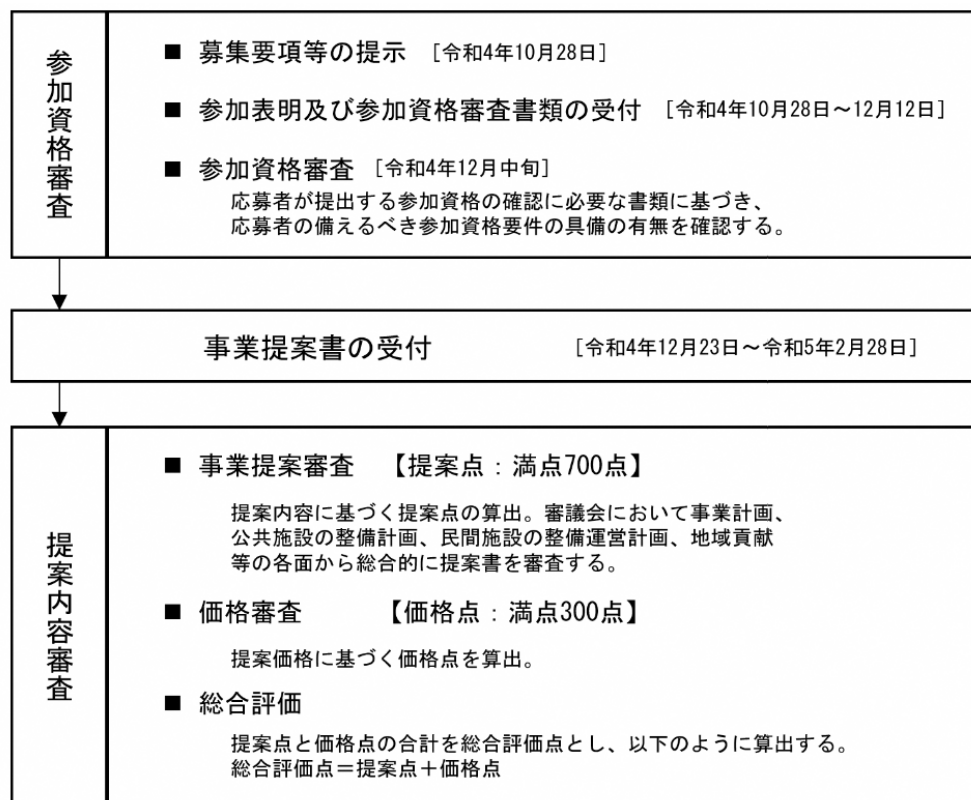 参加資格審査
■ 募集要項等の提示 [令和4年10月28日]
■ 参加表明及び参加資格審査書類の受付 [令和4年10月28日～12月12日]
■ 参加資格審査 [令和4年12月中旬]
応募者が提出する参加資格の確認に必要な書類に基づき、
応募者の備えるべき参加資格要件の具備の有無を確認する。
事業提案書の受付 [令和4年12月23日～令和5年2月28日]
提案内容審査
■ 事業提案審査 【提案点：満点700点】
提案内容に基づく提案点の算出。審議会において事業計画、
公共施設の整備計画、民間施設の整備運営計画、地域貢献
等の各面から総合的に提案書を審査する。
■ 価格審査 【価格点：満点300点】
提案価格に基づく価格点を算出。
■ 総合評価
提案点と価格点の合計を総合評価点とし、以下のように算出する。
総合評価点＝提案点＋価格点